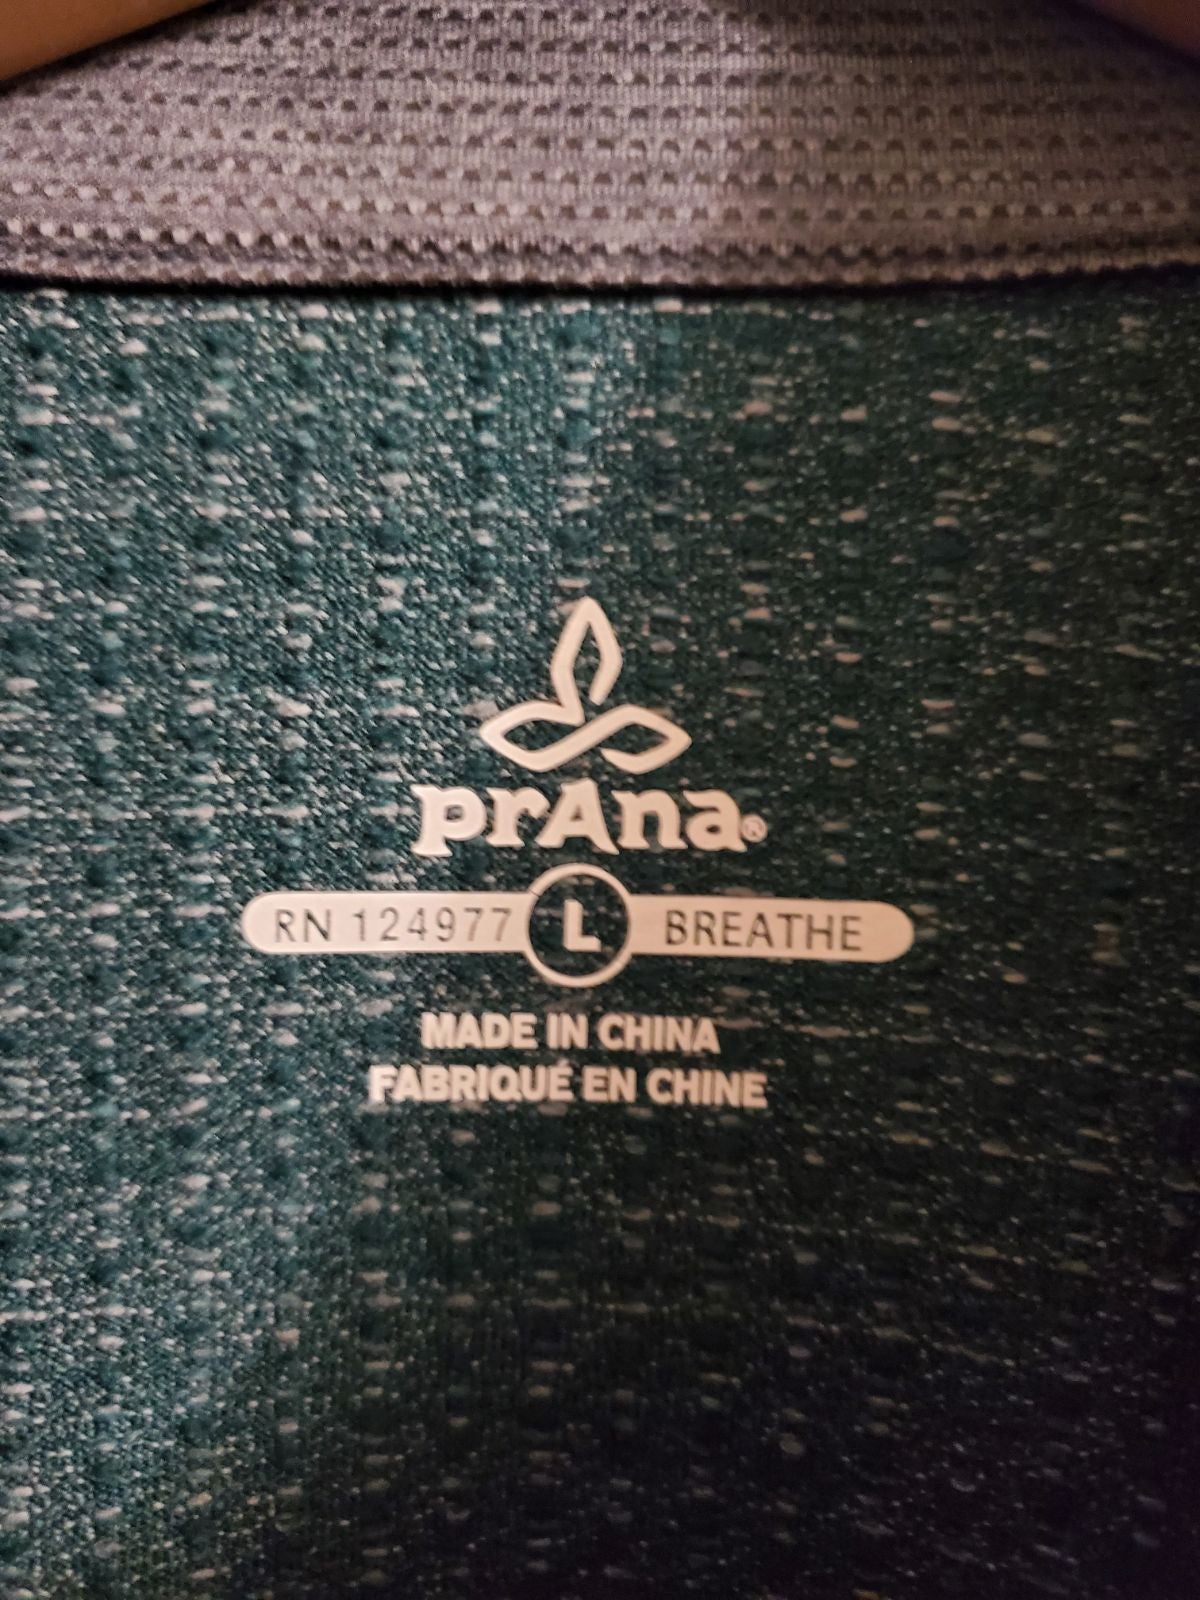 prAna®
RN 124977 L BREATHE
MADE IN CHINA
FABRIQUÉ EN CHINE